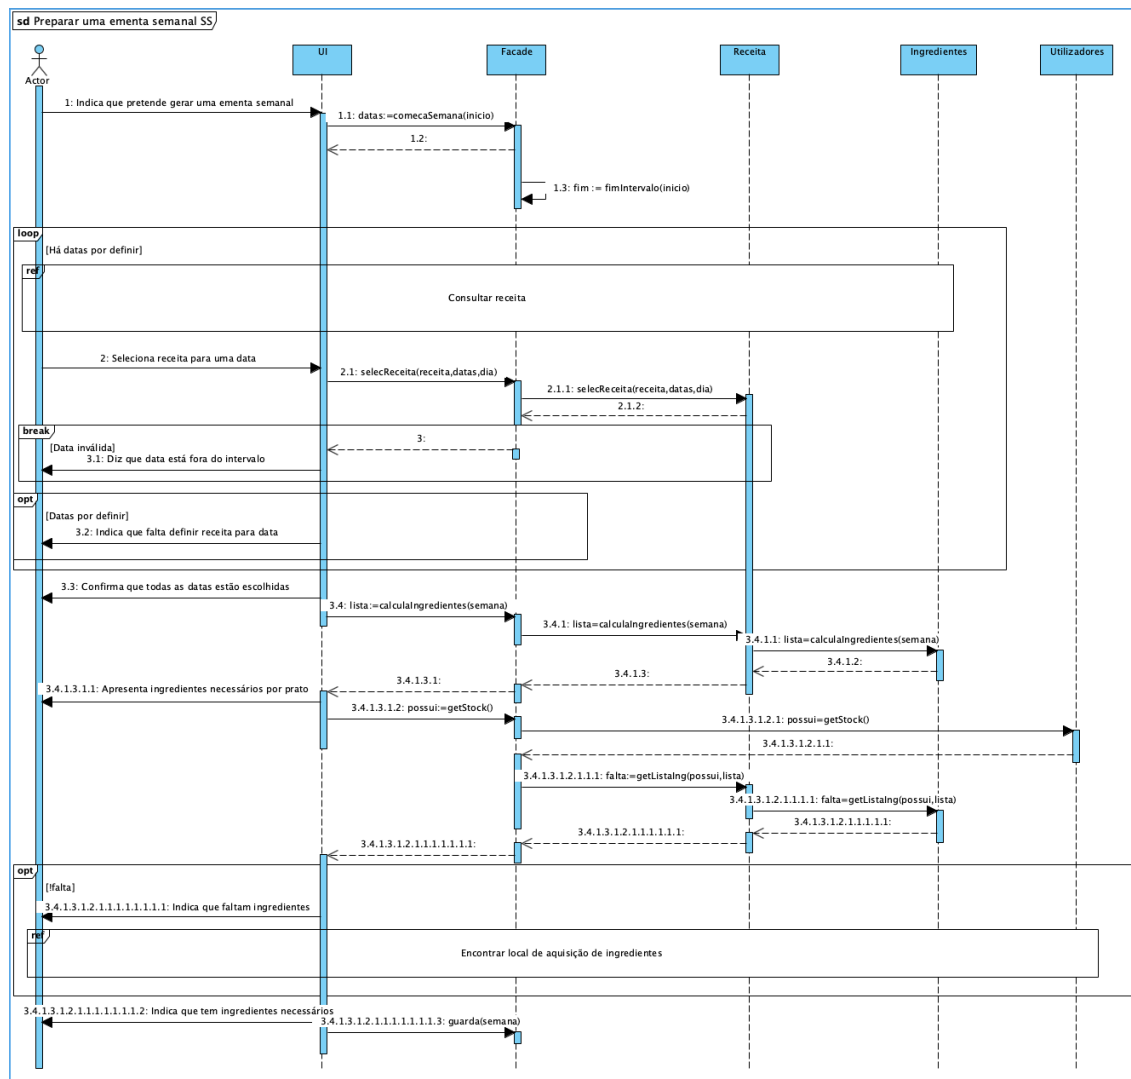 sd Preparar uma ementa semanal SS
Actor
UI
Facade
Receita
Ingredientes
Utilizadores
1: Indica que pretende gerar uma ementa semanal
1.1: datas:=comecaSemana(inicio)
1.2:
1.3: fim := fimIntervalo(inicio)
loop
[Há datas por definir]
ref
Consultar receita
2: Seleciona receita para uma data
2.1: selecReceita(receita,datas,dia)
2.1.1: selecReceita(receita,datas,dia)
2.1.2:
break
[Data inválida]
3:
3.1: Diz que data está fora do intervalo
opt
[Datas por definir]
3.2: Indica que falta definir receita para data
3.3: Confirma que todas as datas estão escolhidas
3.4: lista:=calculaIngredientes(semana)
3.4.1: lista=calculaIngredientes(semana)
3.4.1.1: lista=calculaIngredientes(semana)
3.4.1.2:
3.4.1.3:
3.4.1.3.1:
3.4.1.3.1.1: Apresenta ingredientes necessários por prato
3.4.1.3.1.2: possui:=getStock()
3.4.1.3.1.2.1: possui=getStock()
3.4.1.3.1.2.1.1:
3.4.1.3.1.2.1.1.1: falta:=getListaIng(possui,lista)
3.4.1.3.1.2.1.1.1.1: falta=getListaIng(possui,lista)
3.4.1.3.1.2.1.1.1.1.1:
3.4.1.3.1.2.1.1.1.1.1.1:
3.4.1.3.1.2.1.1.1.1.1.1.1:
opt
[!falta]
3.4.1.3.1.2.1.1.1.1.1.1.1.1: Indica que faltam ingredientes
ref
Encontrar local de aquisição de ingredientes
3.4.1.3.1.2.1.1.1.1.1.1.1.2: Indica que tem ingredientes necessários
3.4.1.3.1.2.1.1.1.1.1.1.1.3: guarda(semana)